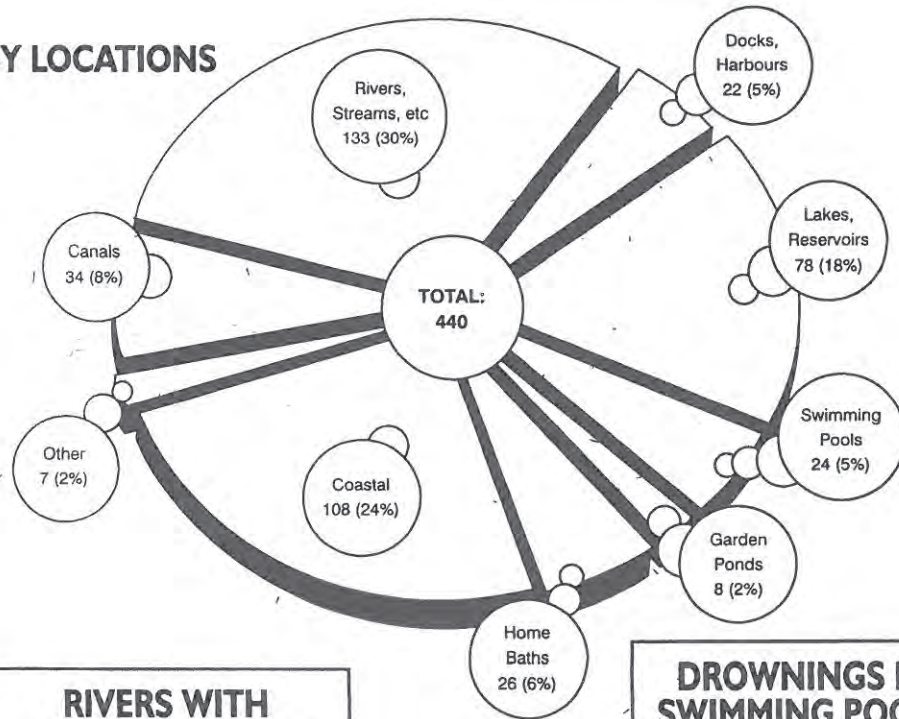 Y LOCATIONS
Docks,
Harbours
22 (5%)
Rivers,
Streams, etc
133 (30%)
Lakes,
Reservoirs
78 (18%)
Canals
34 (8%)
TOTAL:
440
Swimming
Pools
24 (5%)
Other
7 (2%)
Coastal
108 (24%)
Garden
Ponds
8 (2%)
Home
Baths
26 (6%)
RIVERS WITH
DROWNINGS I
SWIMMING POO